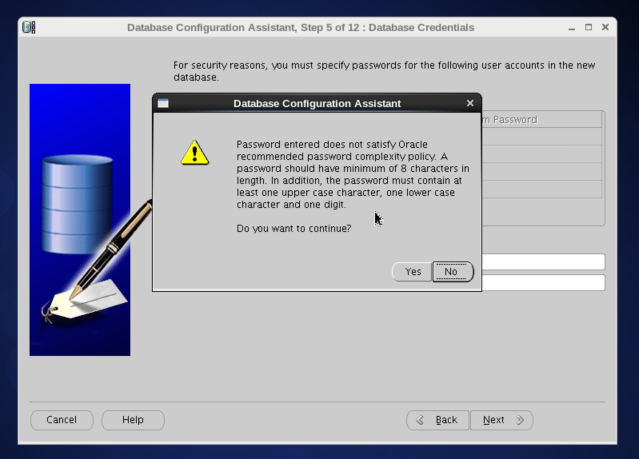 Database Configuration Assistant, Step 5 of 12 : Database Credentials
For security reasons, you must specify passwords for the following user accounts in the new
database.
Database Configuration Assistant
Password
Password entered does not satisfy Oracle
recommended password complexity policy. A
password should have minimum of 8 characters in
length. In addition, the password must contain at
least one upper case character, one lower case
character and one digit.
Do you want to continue?
Yes No
Cancel Help Back Next